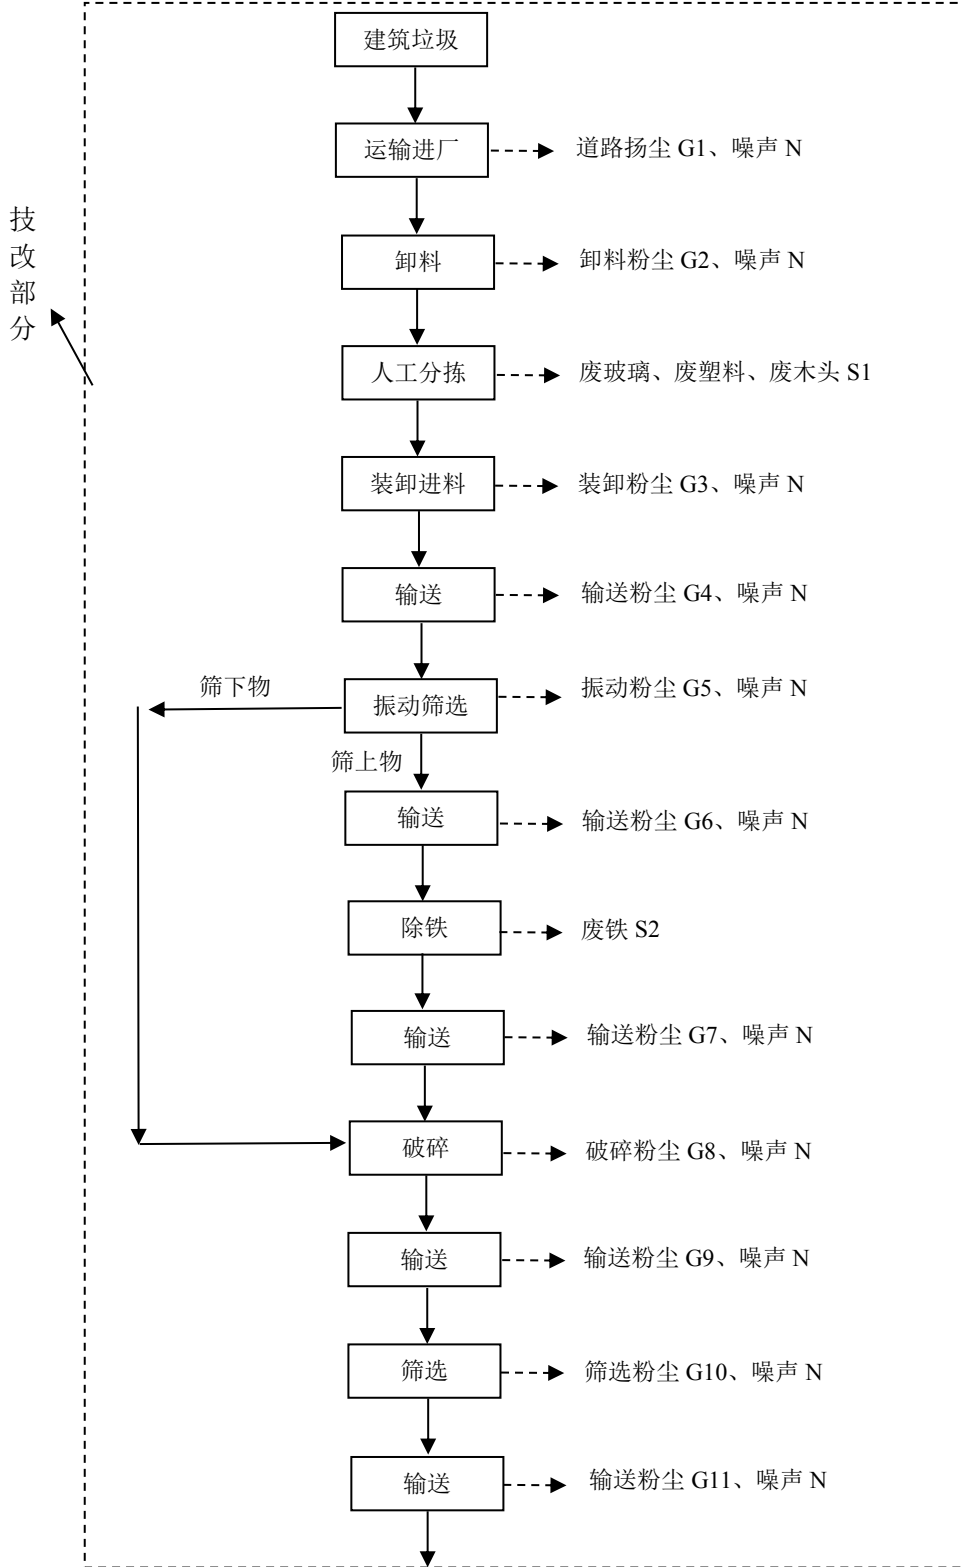 建筑垃圾
运输进厂
道路扬尘 G1、噪声 N
技
改
部
分
卸料
卸料粉尘 G2、噪声 N
人工分拣
废玻璃、废塑料、废木头 S1
装卸进料
装卸粉尘 G3、噪声 N
输送
输送粉尘 G4、噪声 N
筛下物
振动筛选
振动粉尘 G5、噪声 N
筛上物
输送
输送粉尘 G6、噪声 N
除铁
废铁 S2
输送
输送粉尘 G7、噪声 N
破碎
破碎粉尘 G8、噪声 N
输送
输送粉尘 G9、噪声 N
筛选
筛选粉尘 G10、噪声 N
输送
输送粉尘 G11、噪声 N